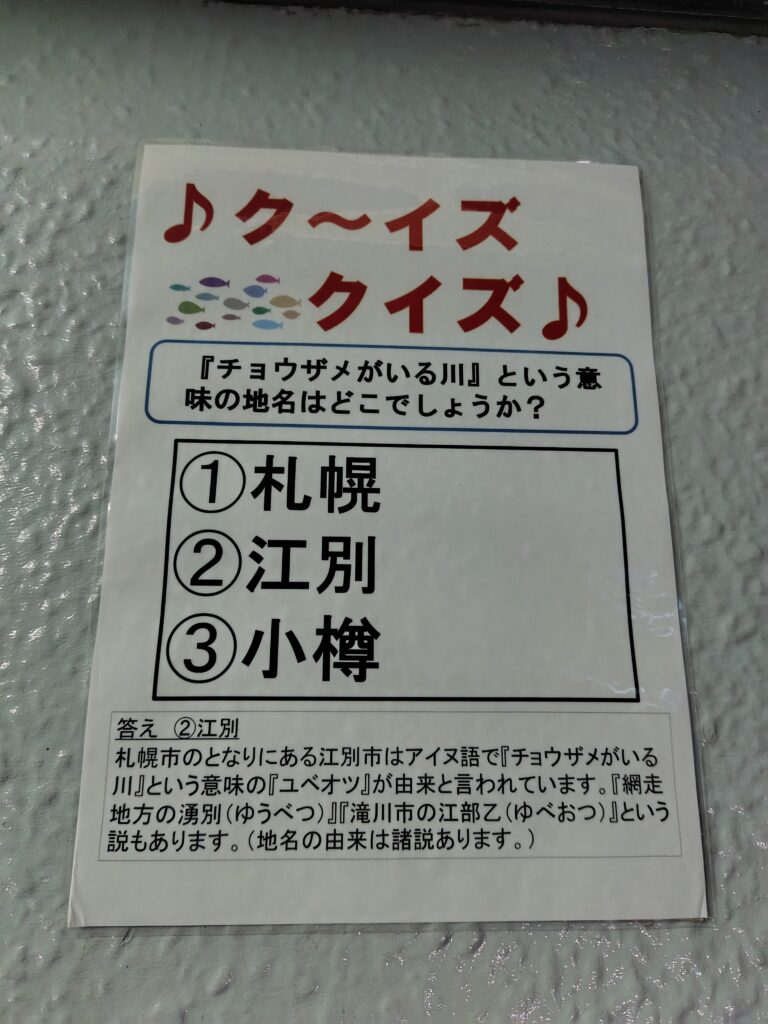 ♪ク～イズ
クイズ♪
『チョウザメがいる川』という意
味の地名はどこでしょうか？
①札幌
②江別
③小樽
答え　②江別
札幌市のとなりにある江別市はアイヌ語で『チョウザメがいる
川』という意味の『ユベオツ』が由来と言われています。『網走
地方の湧別（ゆうべつ）』『滝川市の江部乙（ゆべおつ）』という
説もあります。（地名の由来は諸説あります。）